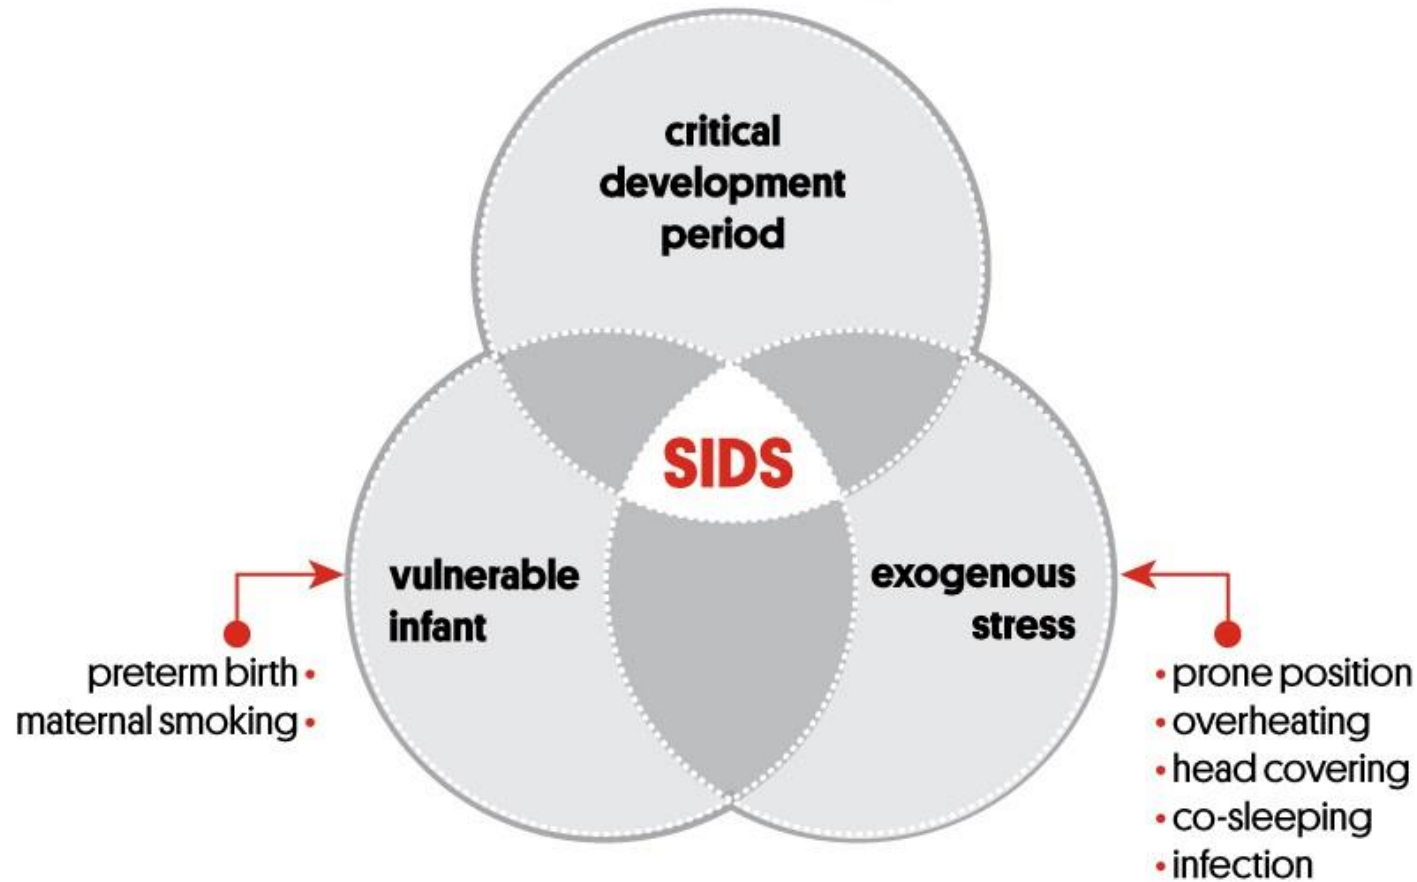 critical
development
period
SIDS
vulnerable
infant
exogenous
stress
preterm birth •
maternal smoking •
• prone position
• overheating
• head covering
• co-sleeping
• infection